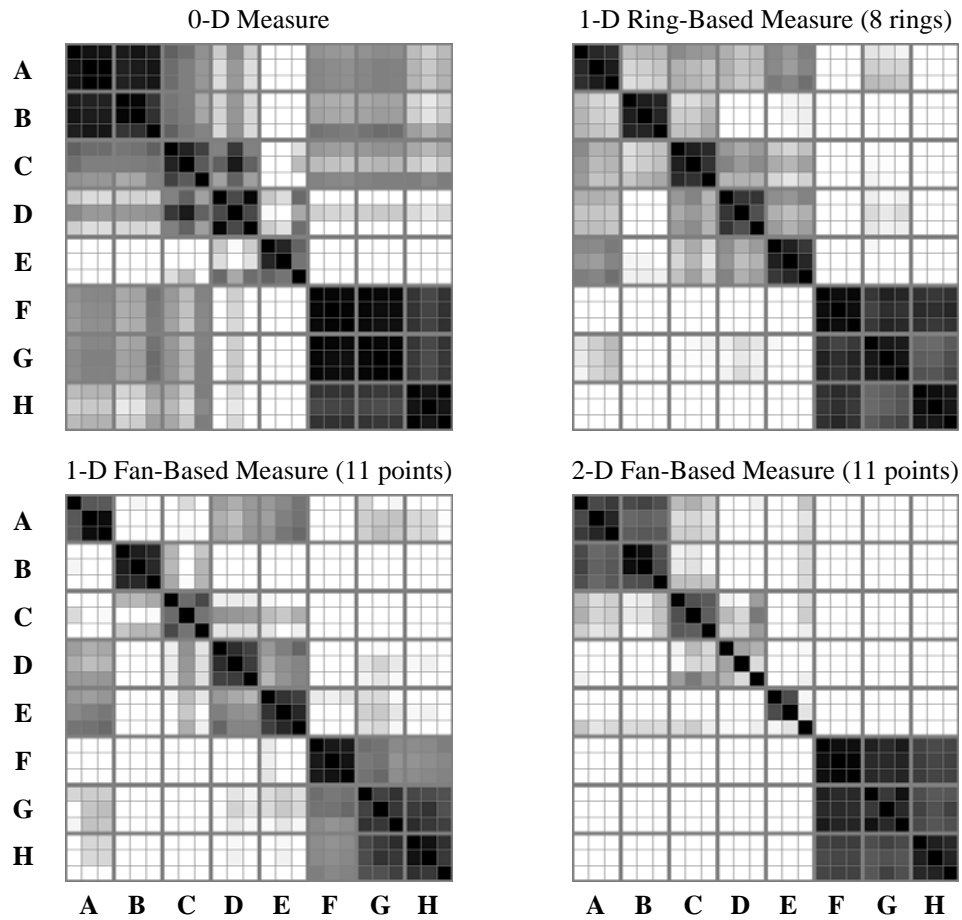 0-D Measure
1-D Ring-Based Measure (8 rings)
A
B
C
D
E
F
G
H
1-D Fan-Based Measure (11 points)
2-D Fan-Based Measure (11 points)
A
B
C
D
E
F
G
H
A B C D E F G H
A B C D E F G H